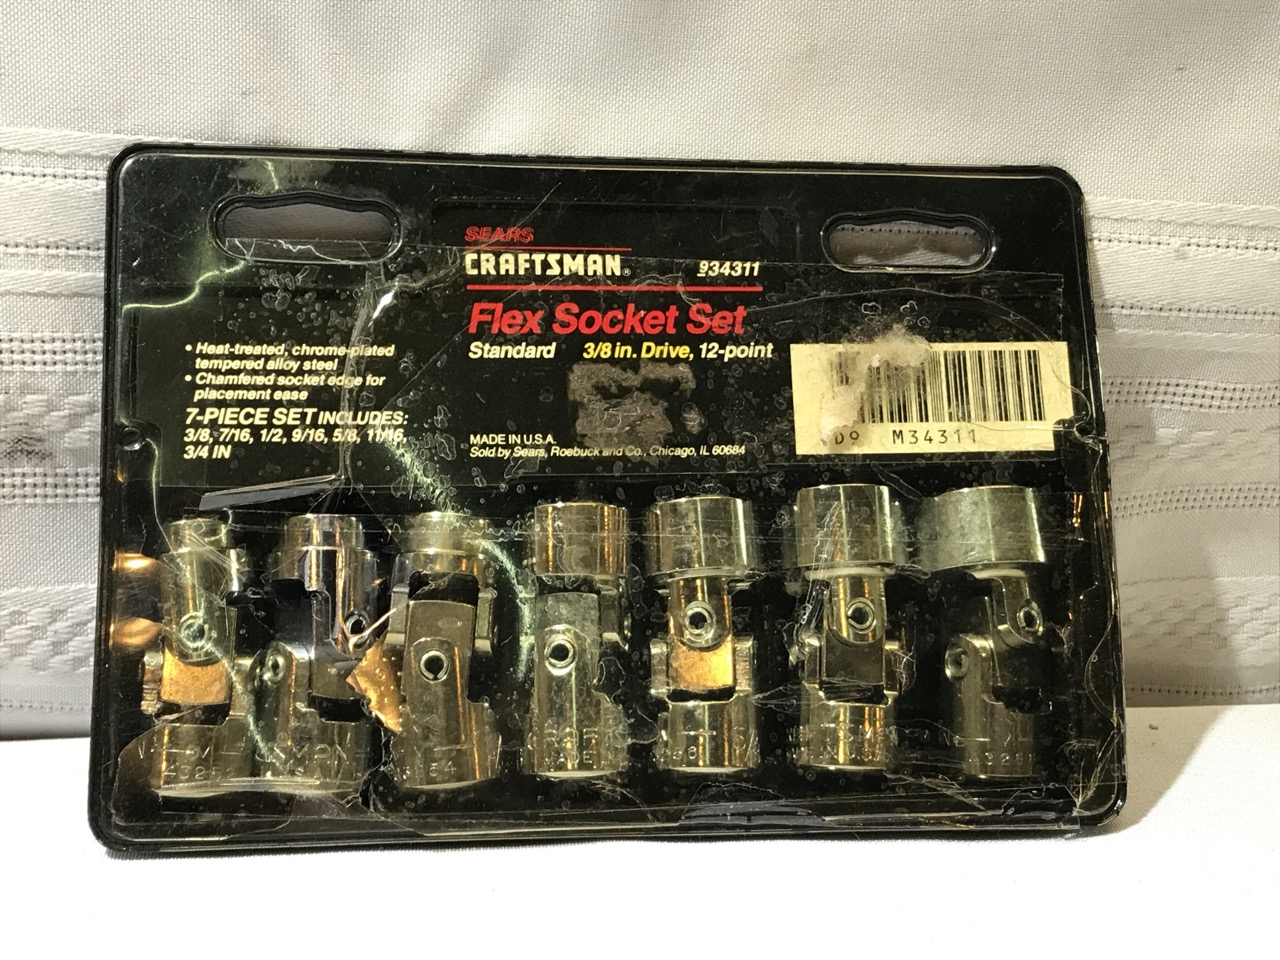 SEARS
CRAFTSMAN® 934311
Flex Socket Set
Standard 3/8 in. Drive, 12-point
• Heat-treated, chrome-plated
tempered alloy steel
• Chamfered socket edge for
placement ease
7-PIECE SET INCLUDES:
3/8, 7/16, 1/2, 9/16, 5/8, 11/16,
3/4 IN
MADE IN U.S.A.
Sold by Sears, Roebuck and Co., Chicago, IL 60684
M34311